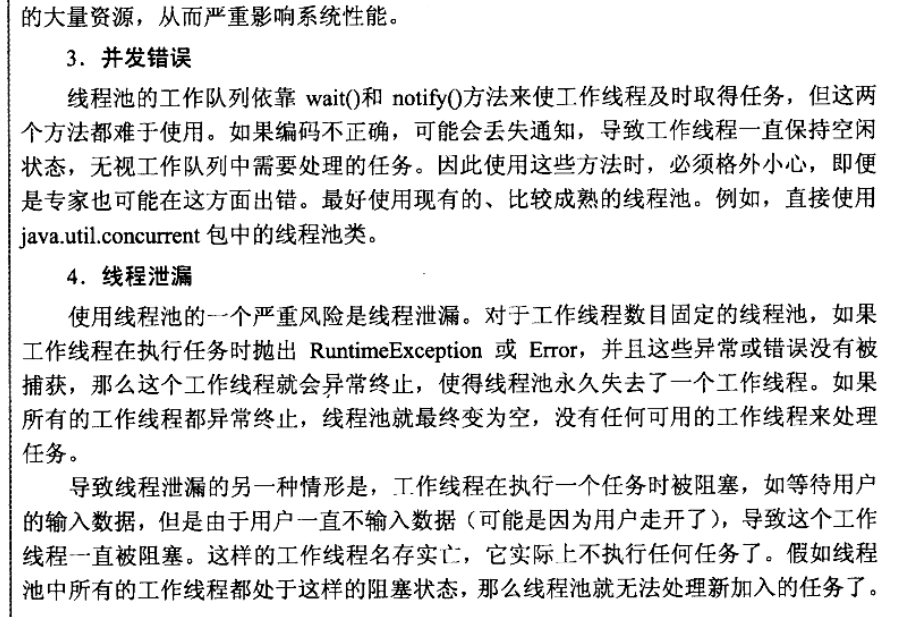 的大量资源，从而严重影响系统性能。
3．并发错误
线程池的工作队列依靠 wait()和 notify()方法来使工作线程及时取得任务，但这两
个方法都难于使用。如果编码不正确，可能会丢失通知，导致工作线程一直保持空闲
状态，无视工作队列中需要处理的任务。因此使用这些方法时，必须格外小心，即便
是专家也可能在这方面出错。最好使用现有的、比较成熟的线程池。例如，直接使用
java.util.concurrent 包中的线程池类。
4．线程泄漏
使用线程池的一个严重风险是线程泄漏。对于工作线程数目固定的线程池，如果
工作线程在执行任务时抛出 RuntimeException 或 Error，并且这些异常或错误没有被
捕获，那么这个工作线程就会异常终止，使得线程池永久失去了一个工作线程。如果
所有的工作线程都异常终止，线程池就最终变为空，没有任何可用的工作线程来处理
任务。
导致线程泄漏的另一种情形是，工作线程在执行一个任务时被阻塞，如等待用户
的输入数据，但是由于用户一直不输入数据（可能是因为用户走开了），导致这个工作
线程一直被阻塞。这样的工作线程名存实亡，它实际上不执行任何任务了。假如线程
池中所有的工作线程都处于这样的阻塞状态，那么线程池就无法处理新加入的任务了。